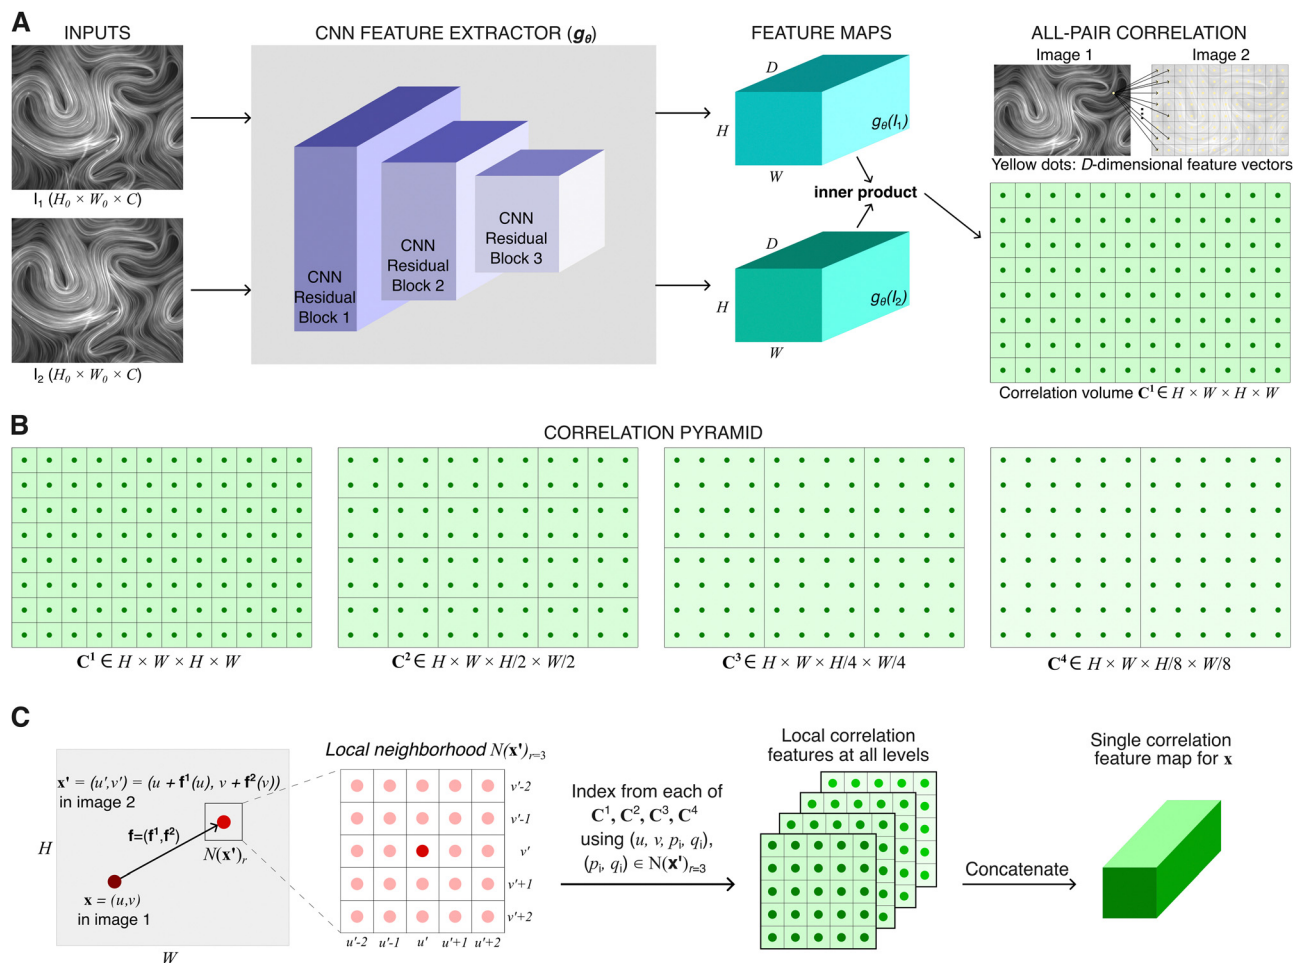 A
INPUTS
I₁ (H₀ × W₀ × C)
I₂ (H₀ × W₀ × C)
CNN FEATURE EXTRACTOR (gθ)
CNN
Residual
Block 1
CNN
Residual
Block 2
CNN
Residual
Block 3
FEATURE MAPS
D
H
W
gθ(I₁)
inner product
D
H
W
gθ(I₂)
ALL-PAIR CORRELATION
Image 1
Image 2
Yellow dots: D-dimensional feature vectors
Correlation volume C¹ ∈ H × W × H × W
B
CORRELATION PYRAMID
C¹ ∈ H × W × H × W
C² ∈ H × W × H/2 × W/2
C³ ∈ H × W × H/4 × W/4
C⁴ ∈ H × W × H/8 × W/8
C
x' = (u',v') = (u + f¹(u), v + f²(v))
in image 2
f=(f¹,f²)
N(x')r
x = (u,v)
in image 1
H
W
Local neighborhood N(x')r=3
v'-2
v'-1
v'
v'+1
v'+2
u'-2 u'-1 u' u'+1 u'+2
Index from each of
C¹, C², C³, C⁴
using (u, v, pᵢ, qᵢ),
(pᵢ, qᵢ) ∈ N(x')r=3
Local correlation
features at all levels
Concatenate
Single correlation
feature map for x